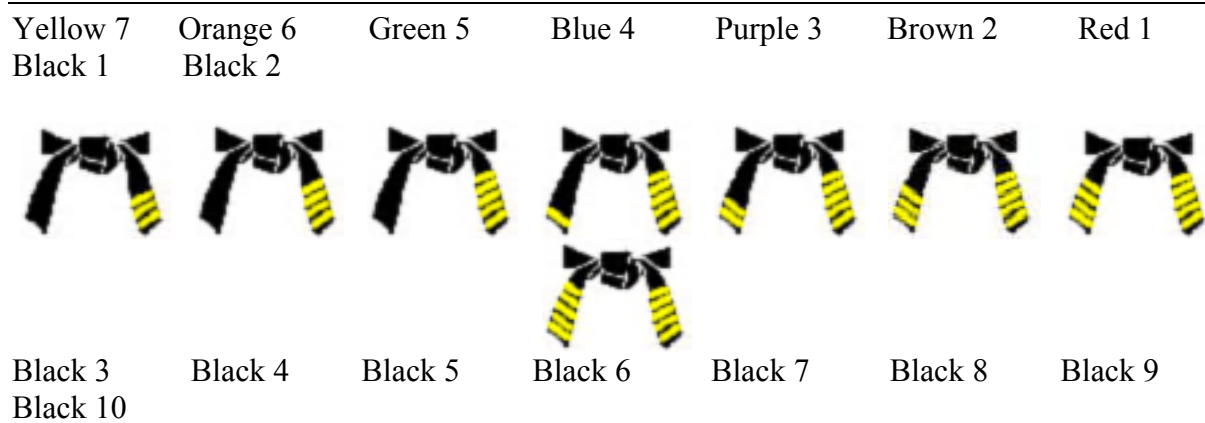 Yellow 7 Orange 6 Green 5 Blue 4 Purple 3 Brown 2 Red 1
Black 1 Black 2
Black 3 Black 4 Black 5 Black 6 Black 7 Black 8 Black 9
Black 10